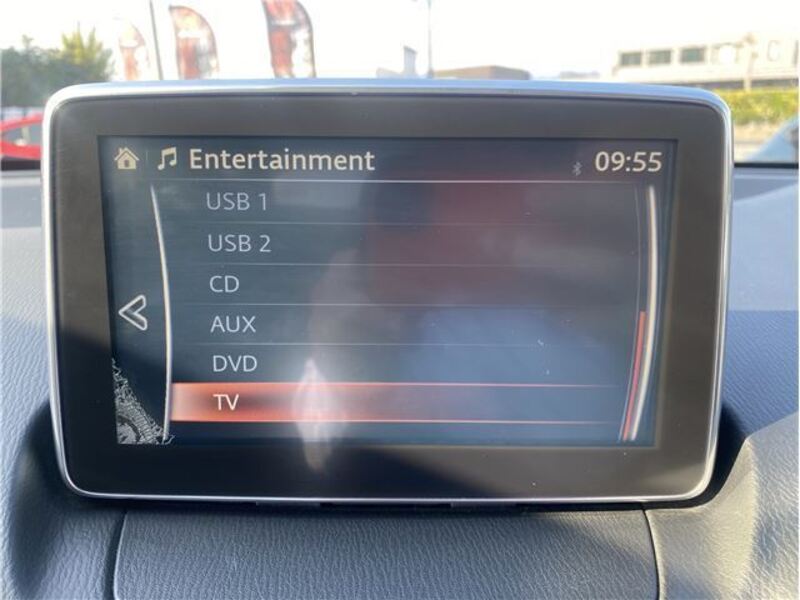 Entertainment 09:55
USB 1
USB 2
CD
AUX
DVD
TV